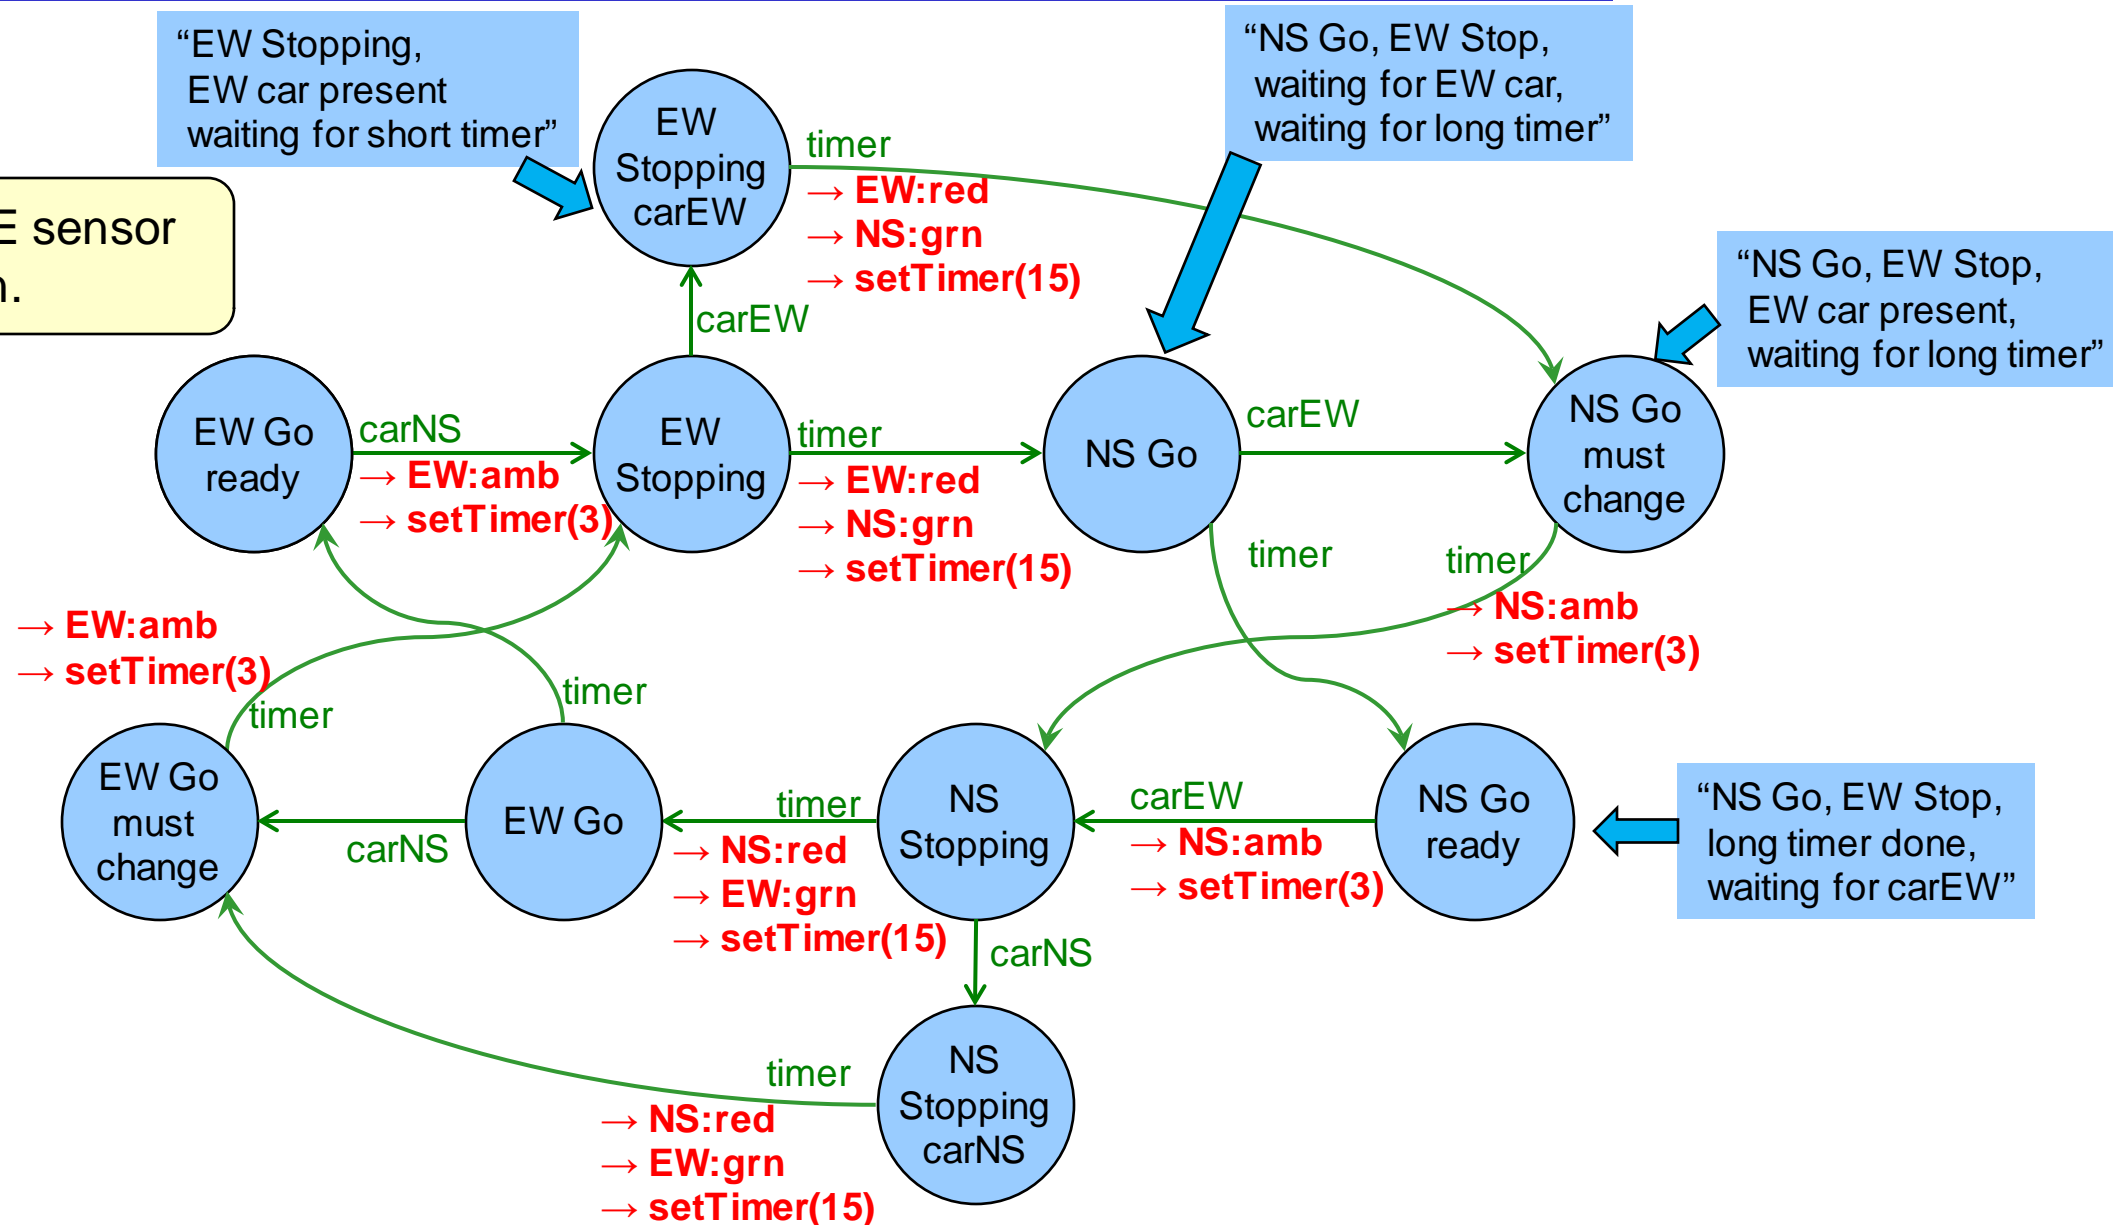 “EW Stopping,
EW car present
waiting for short timer”
“NS Go, EW Stop,
waiting for EW car,
waiting for long timer”
“NS Go, EW Stop,
EW car present,
waiting for long timer”
E sensor
EW
Stopping
carEW
timer
→ EW:red
→ NS:grn
→ setTimer(15)
carEW
EW Go
ready
carNS
→ EW:amb
→ setTimer(3)
EW
Stopping
timer
→ EW:red
→ NS:grn
→ setTimer(15)
NS Go
carEW
NS Go
must
change
timer
timer
→ NS:amb
→ setTimer(3)
→ EW:amb
→ setTimer(3)
timer
timer
EW Go
must
change
carNS
EW Go
timer
→ NS:red
→ EW:grn
→ setTimer(15)
NS
Stopping
carEW
→ NS:amb
→ setTimer(3)
NS Go
ready
“NS Go, EW Stop,
long timer done,
waiting for carEW”
carNS
NS
Stopping
carNS
timer
→ NS:red
→ EW:grn
→ setTimer(15)